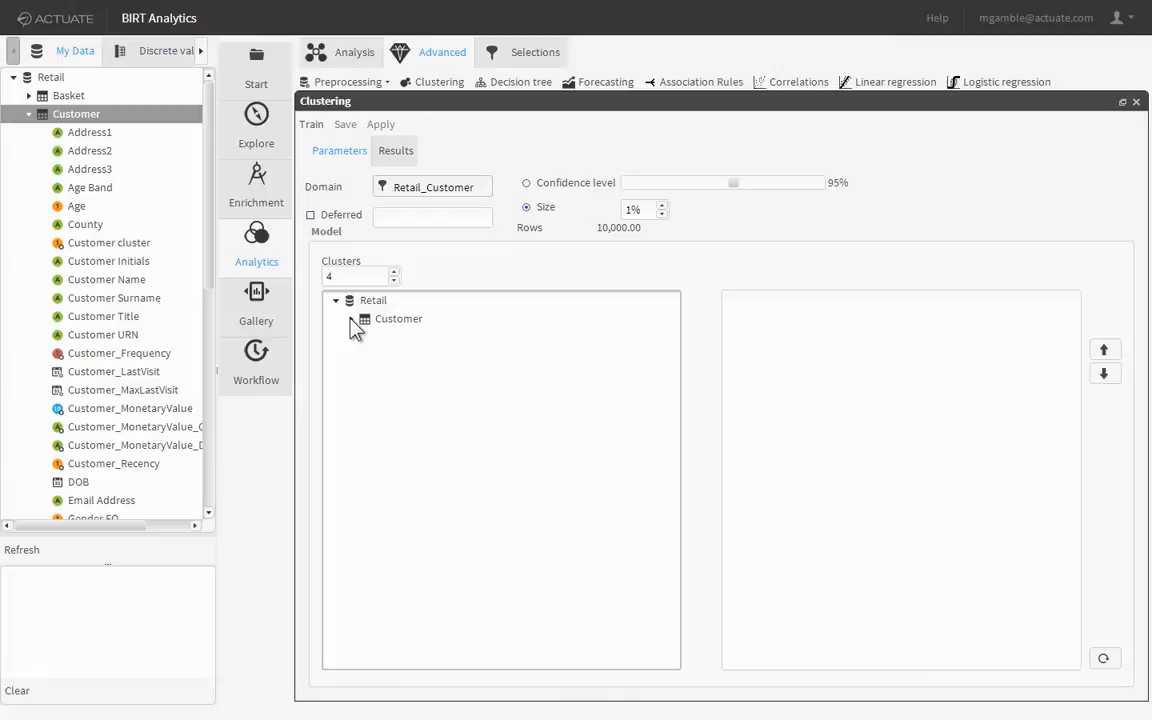 ACTUATE
BIRT Analytics
Help
mgamble@actuate.com
My Data
Discrete val
Analysis
Advanced
Selections
Preprocessing
Clustering
Decision tree
Forecasting
Association Rules
Correlations
Linear regression
Logistic regression
Retail
Basket
Customer
Address1
Address2
Address3
Age Band
Age
County
Customer cluster
Customer Initials
Customer Name
Customer Surname
Customer Title
Customer URN
Customer_Frequency
Customer_LastVisit
Customer_MaxLastVisit
Customer_MonetaryValue
Customer_MonetaryValue_C
Customer_MonetaryValue_D
Customer_Recency
DOB
Email Address
Refresh
Clear
Start
Explore
Enrichment
Analytics
Gallery
Workflow
Clustering
Train
Save
Apply
Parameters
Results
Domain
Retail_Customer
Confidence level
95%
Deferred
Size
1%
Rows
10,000.00
Model
Clusters
4
Retail
Customer